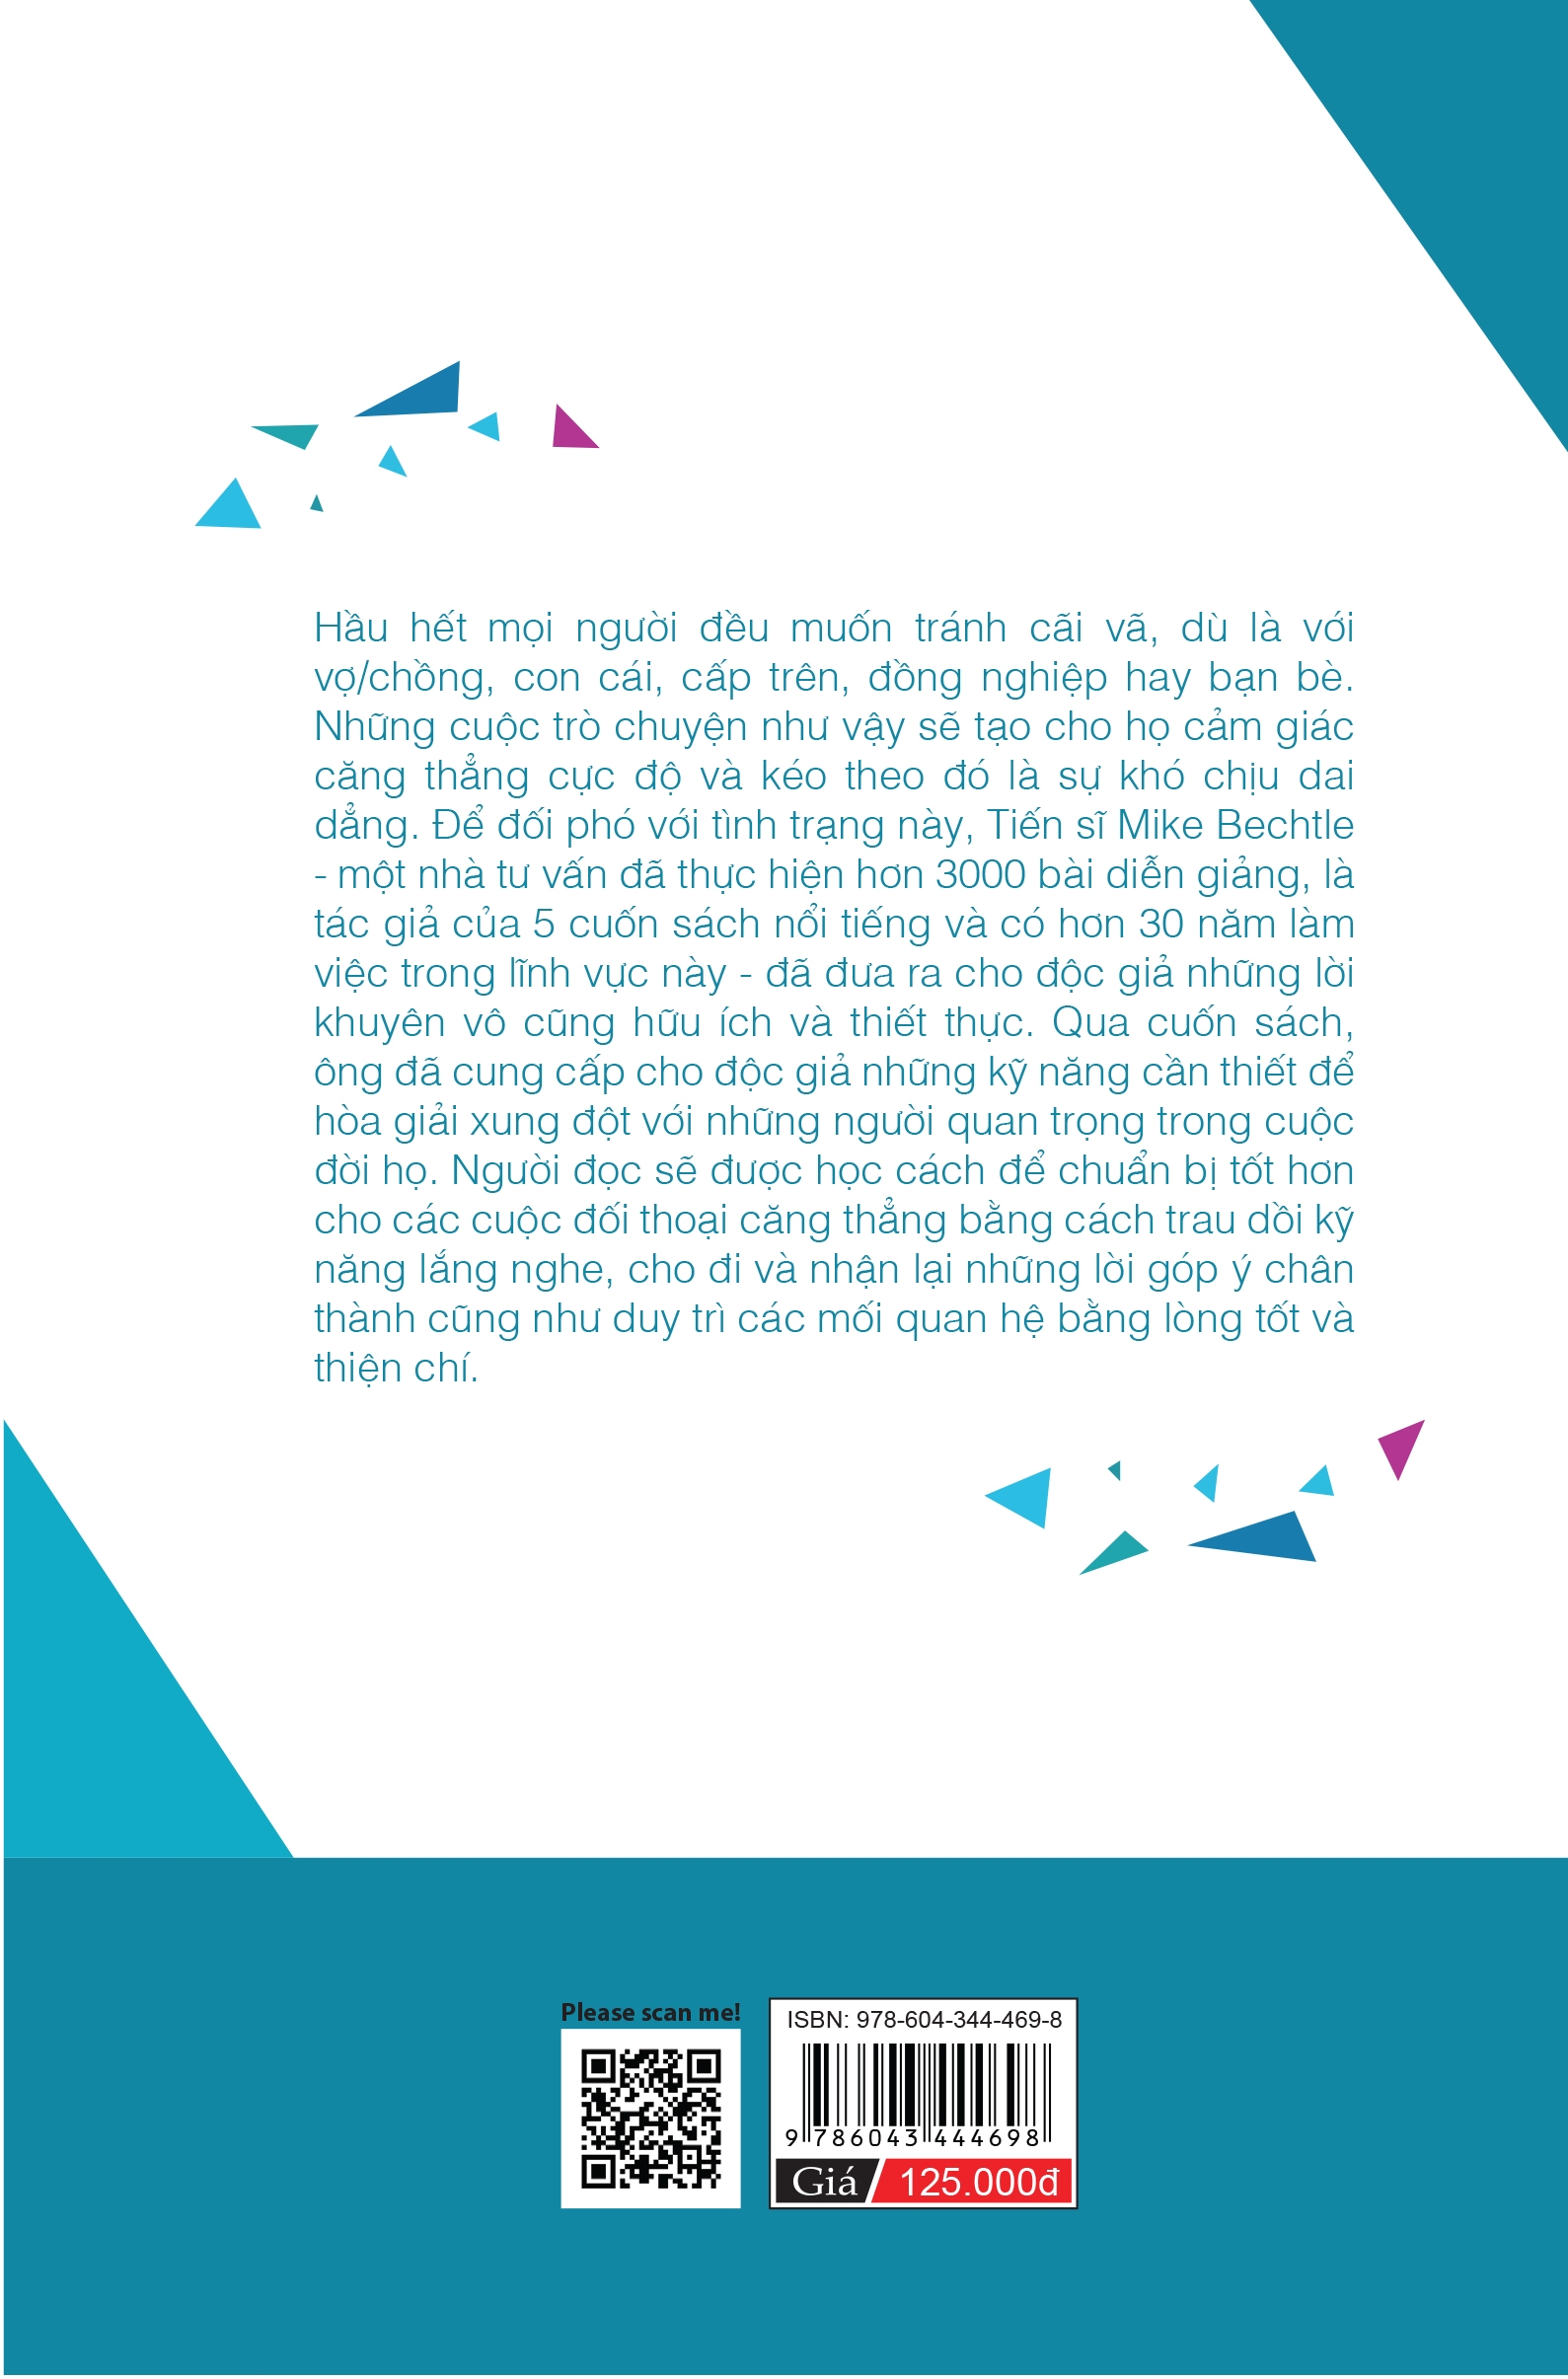 Hầu hết mọi người đều muốn tránh cãi vã, dù là với
vợ/chồng, con cái, cấp trên, đồng nghiệp hay bạn bè.
Những cuộc trò chuyện như vậy sẽ tạo cho họ cảm giác
căng thẳng cực độ và kéo theo đó là sự khó chịu dai
dẳng. Để đối phó với tình trạng này, Tiến sĩ Mike Bechtle
- một nhà tư vấn đã thực hiện hơn 3000 bài diễn giảng, là
tác giả của 5 cuốn sách nổi tiếng và có hơn 30 năm làm
việc trong lĩnh vực này - đã đưa ra cho độc giả những lời
khuyên vô cũng hữu ích và thiết thực. Qua cuốn sách,
ông đã cung cấp cho độc giả những kỹ năng cần thiết để
hòa giải xung đột với những người quan trọng trong cuộc
đời họ. Người đọc sẽ được học cách để chuẩn bị tốt hơn
cho các cuộc đối thoại căng thẳng bằng cách trau dồi kỹ
năng lắng nghe, cho đi và nhận lại những lời góp ý chân
thành cũng như duy trì các mối quan hệ bằng lòng tốt và
thiện chí.
Please scan me!
ISBN: 978-604-344-469-8
9 786043 444698
Giá 125.000đ